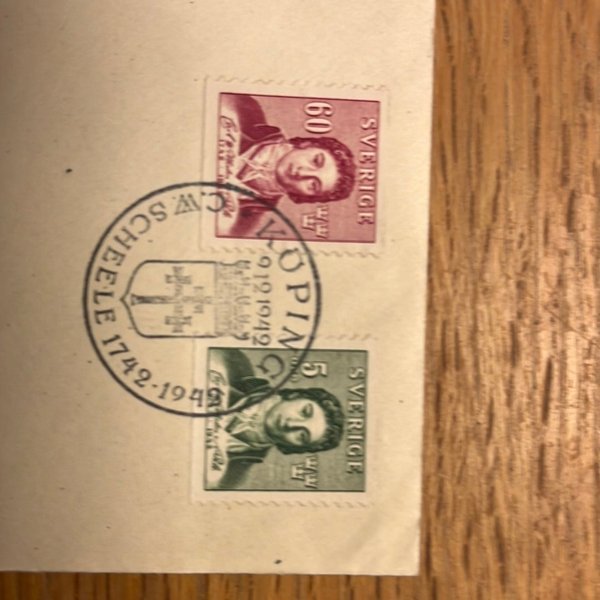 SVERIGE
60
SVERIGE
5
KÖPING
9.12.1942
C.W. SCHEELE 1742-1942